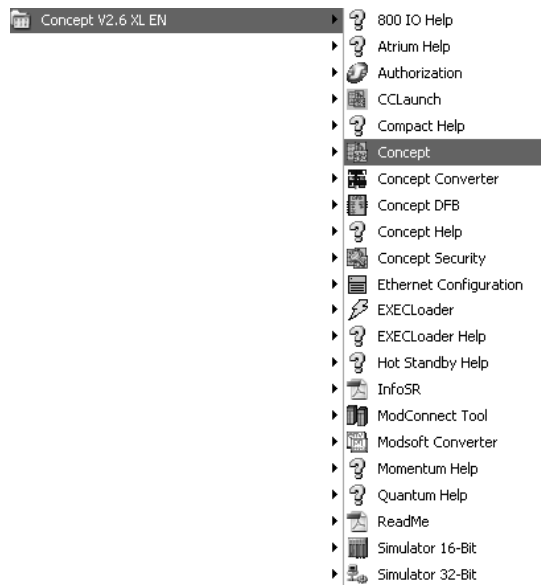 Concept V2.6 XL EN
800 IO Help
Atrium Help
Authorization
CCLaunch
Compact Help
Concept
Concept Converter
Concept DFB
Concept Help
Concept Security
Ethernet Configuration
EXECLoader
EXECLoader Help
Hot Standby Help
InfoSR
ModConnect Tool
Modsoft Converter
Momentum Help
Quantum Help
ReadMe
Simulator 16-Bit
Simulator 32-Bit